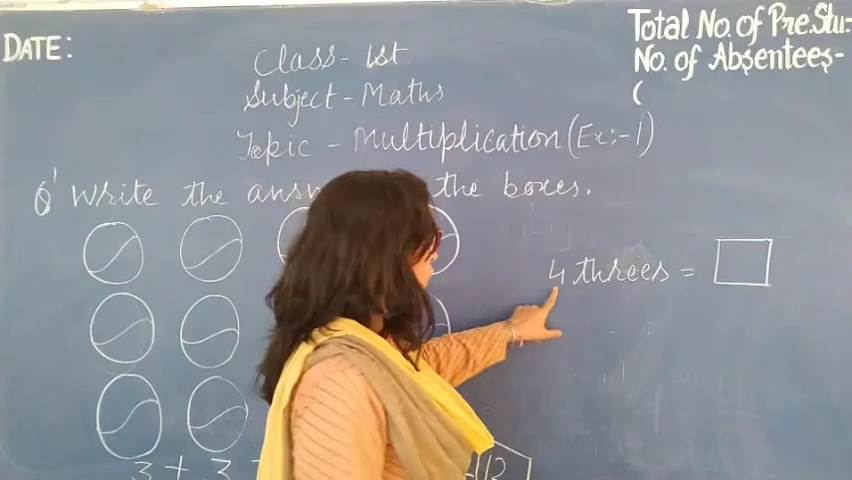 DATE:
Total No. of Pre. Stu:-
No. of Absentees:-
(
Class - 1st
Subject - Maths
Topic - Multiplication (Ex:- 1)
Q1 Write the the boxes.
4 threes =
3 + 3
12